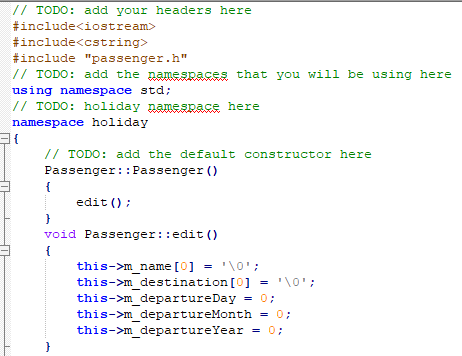 // TODO: add your headers here
#include<iostream>
#include<cstring>
#include "passenger.h"
// TODO: add the namespaces that you will be using here
using namespace std;
// TODO: holiday namespace here
namespace holiday
{
    // TODO: add the default constructor here
    Passenger::Passenger()
    {
        edit();
    }
    void Passenger::edit()
    {
        this->m_name[0] = '\0';
        this->m_destination[0] = '\0';
        this->m_departureDay = 0;
        this->m_departureMonth = 0;
        this->m_departureYear = 0;
    }